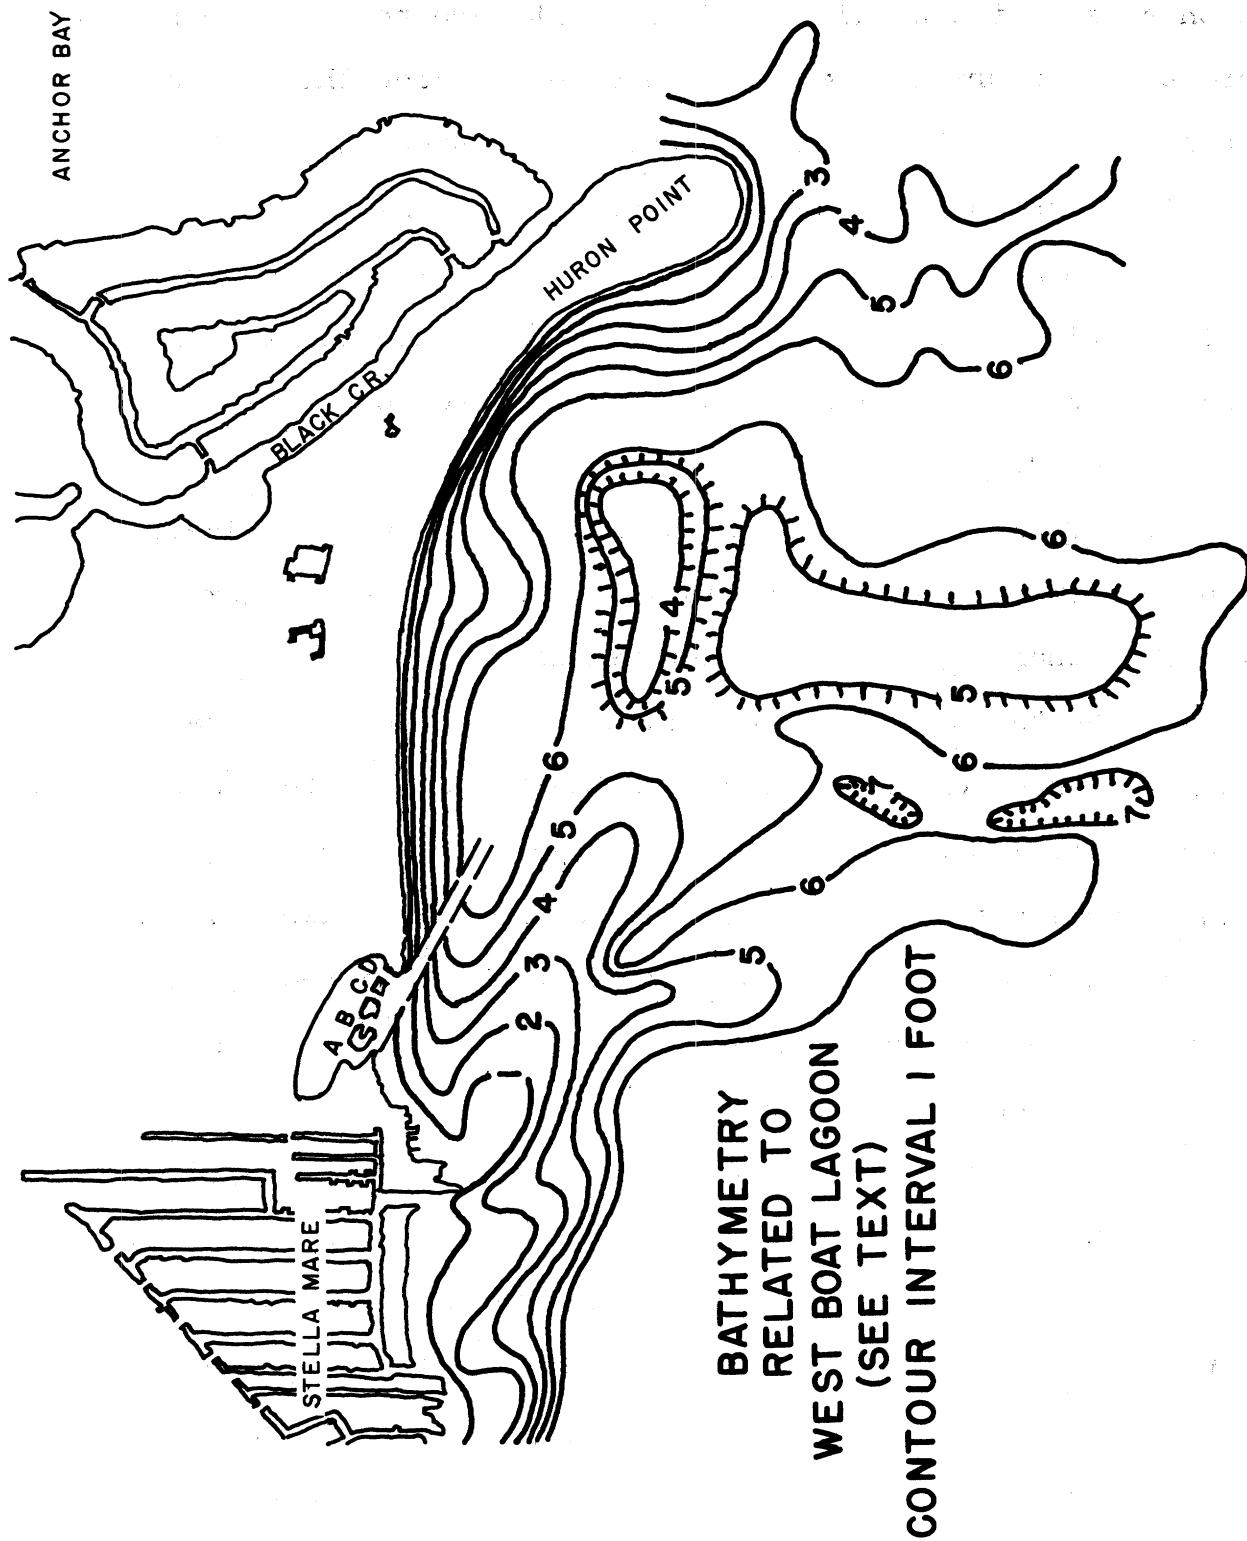 ANCHOR BAY
HURON POINT
BLACK CR.
STELLA MARE
A B C D
1
2
3
4
5
6
3
4
5
6
4
5
5
6
6
7
7
6
5
BATHYMETRY
RELATED TO
WEST BOAT LAGOON
(SEE TEXT)
CONTOUR INTERVAL 1 FOOT